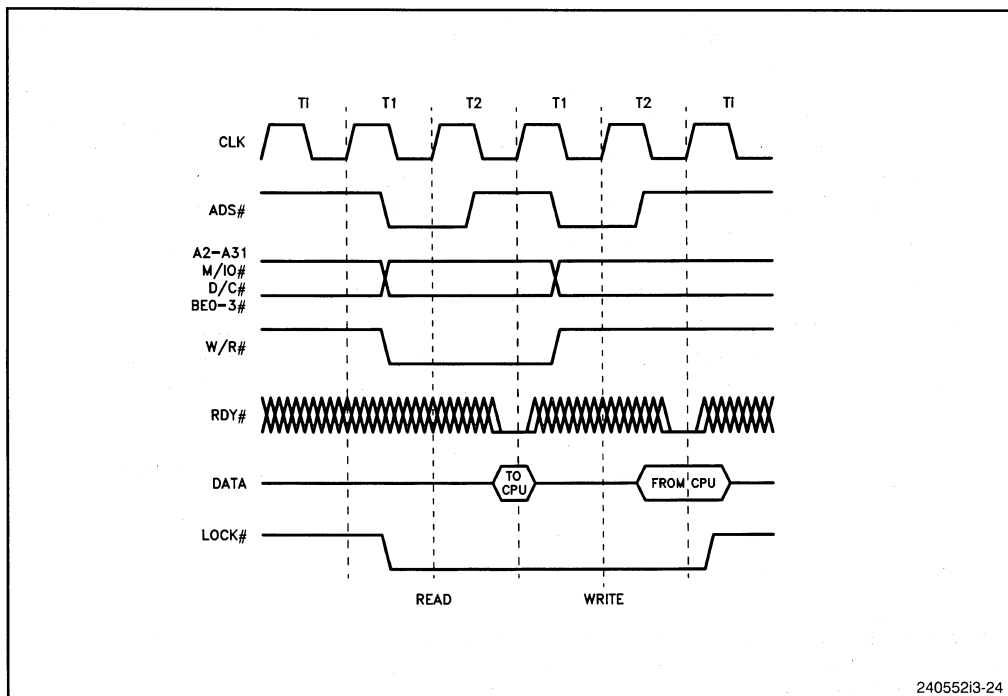 Ti T1 T2 T1 T2 Ti
CLK
ADS#
A2-A31
M/IO#
D/C#
BE0-3#
W/R#
RDY#
DATA
TO
CPU
FROM CPU
LOCK#
READ WRITE
240552i3-24